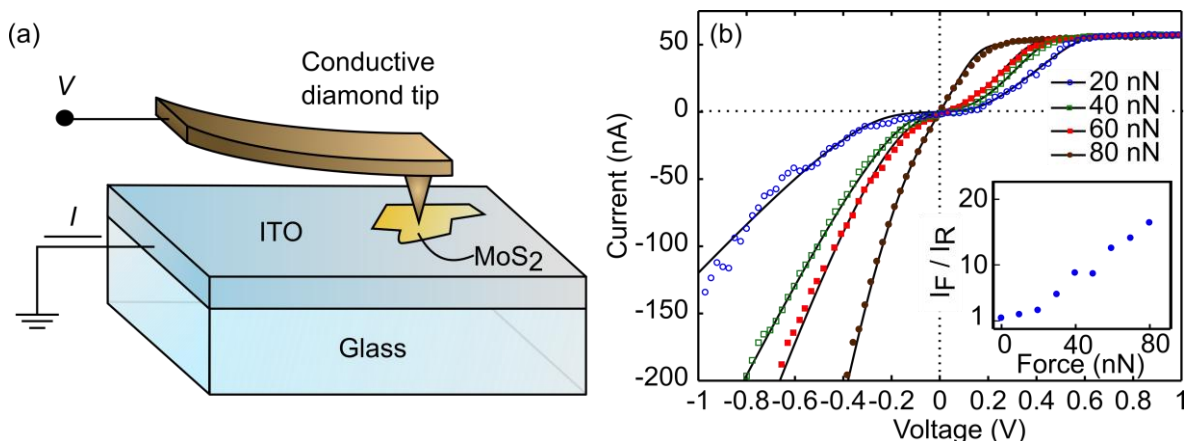 (a)
V
Conductive
diamond tip
ITO
I
MoS2
Glass
(b)
50
0
-50
-100
-150
-200
Current (nA)
-1 -0.8 -0.6 -0.4 -0.2 0 0.2 0.4 0.6 0.8 1
Voltage (V)
20 nN
40 nN
60 nN
80 nN
20
10
1
IF / IR
0 40 80
Force (nN)